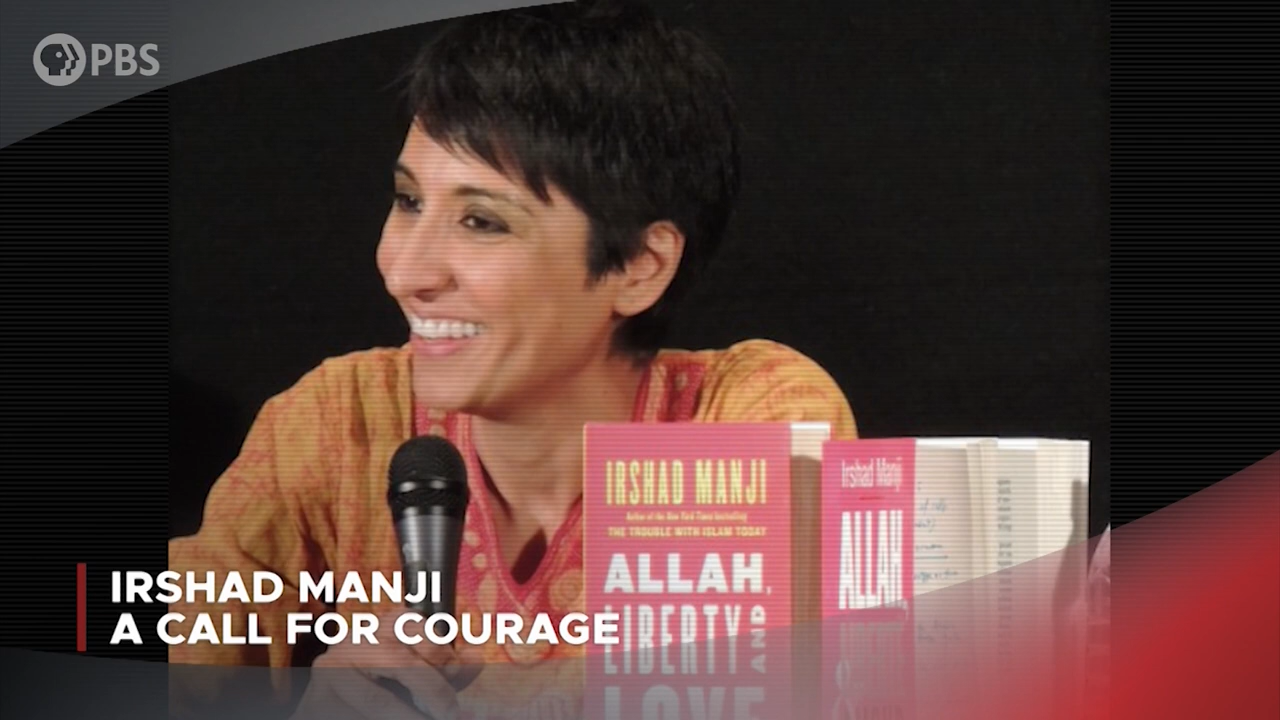 PBS
IRSHAD MANJI
Author of the New York Times bestselling
THE TROUBLE WITH ISLAM TODAY
ALLAH,
LIBERTY AND
LOVE
Irshad Manji
ALLAH,
IRSHAD MANJI
A CALL FOR COURAGE